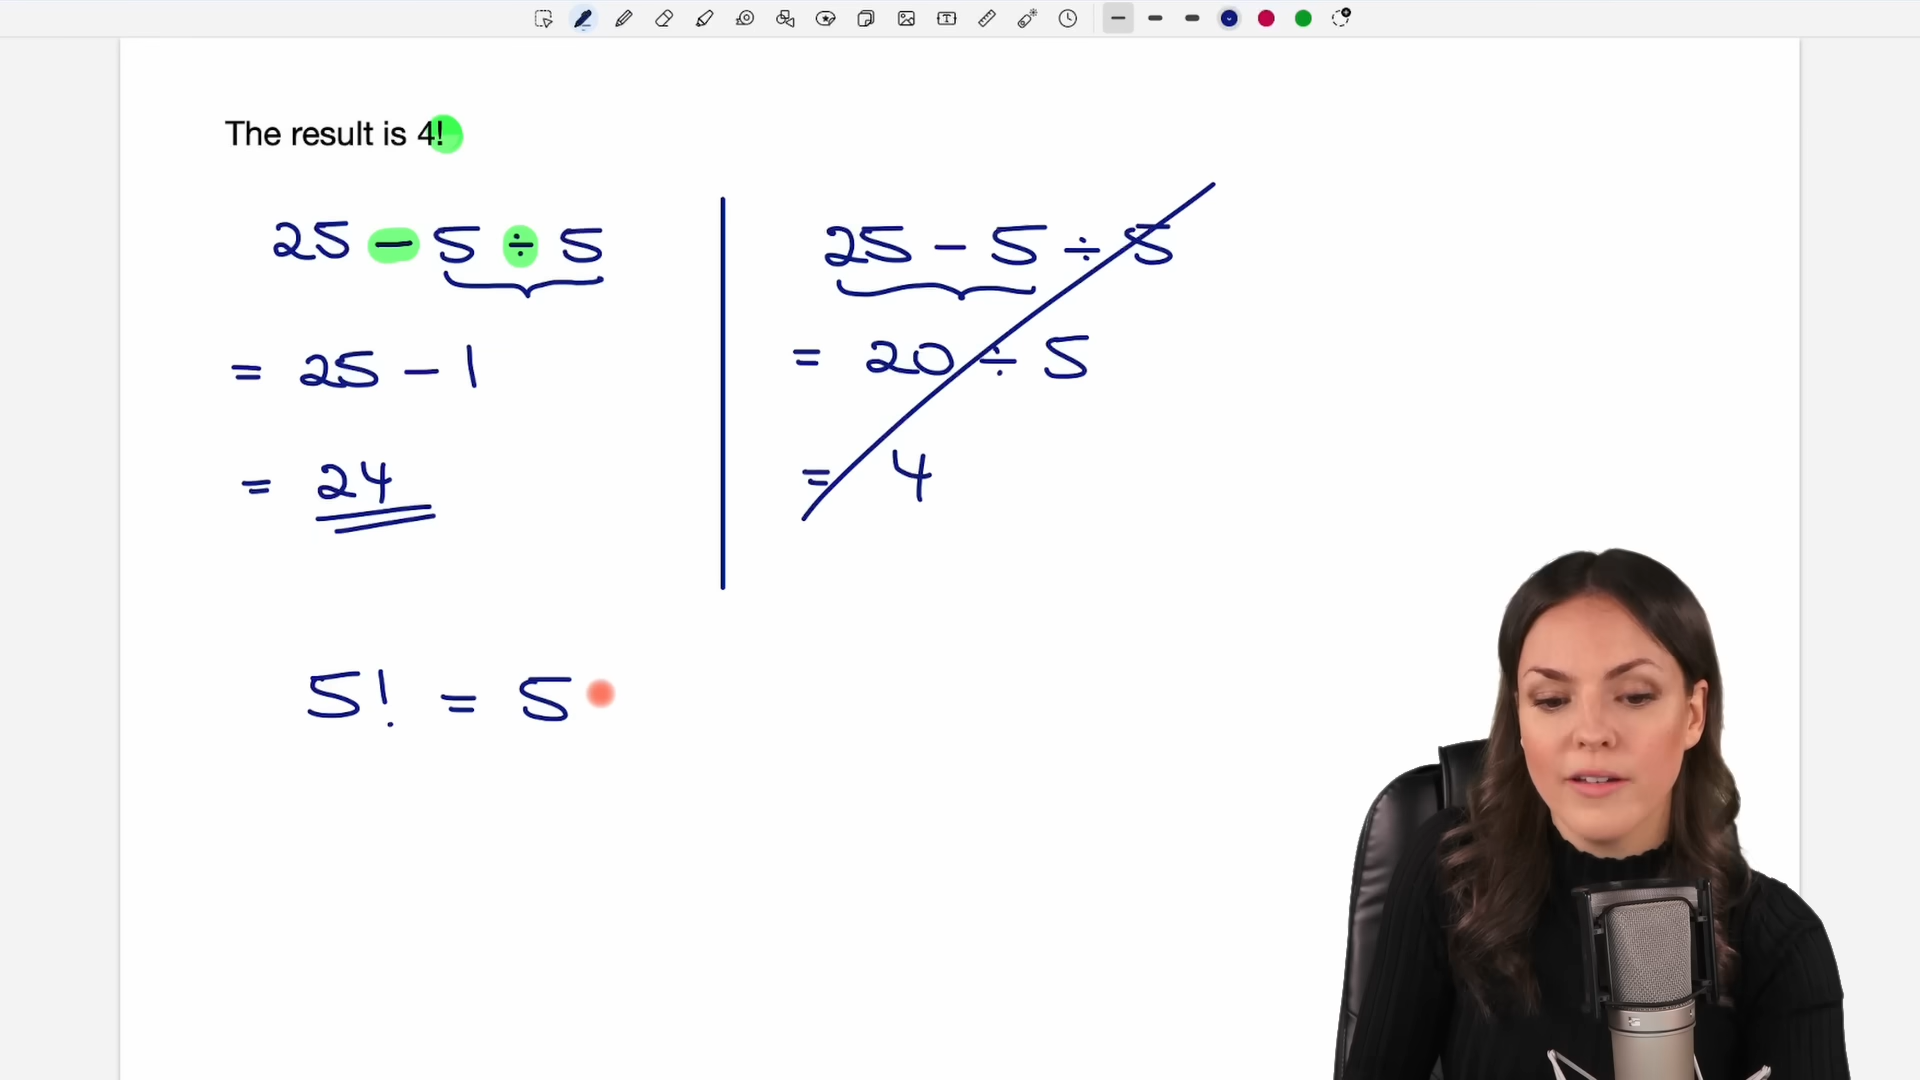 The result is 4!
25 - 5 ÷ 5
= 25 - 1
= 24
25 - 5 ÷ 5
= 20 ÷ 5
= 4
5! = 5